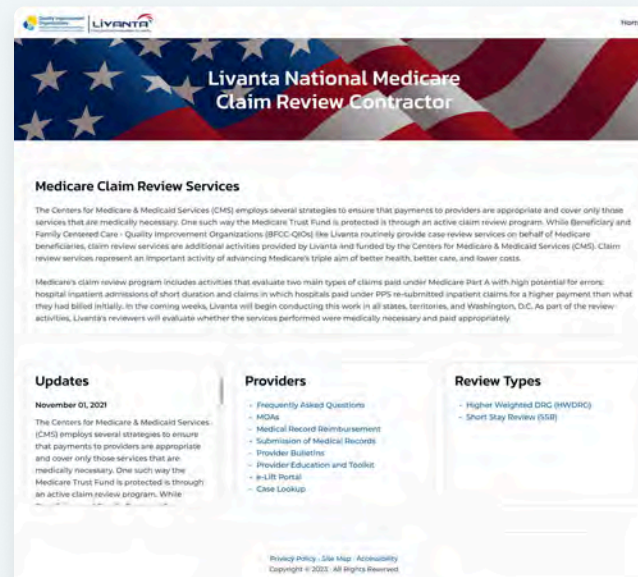 Quality Improvement
Organizations
LIVANTA
Hom
Livanta National Medicare
Claim Review Contractor
Medicare Claim Review Services
The Centers for Medicare & Medicaid Services (CMS) employs several strategies to ensure that payments to providers are appropriate and cover only those
services that are medically necessary. One such way the Medicare Trust Fund is protected is through an active claim review program. While Beneficiary and
Family Centered Care - Quality Improvement Organizations (BFCC-QIOs) like Livanta routinely provide case review services on behalf of Medicare
beneficiaries, claim review services are additional activities provided by Livanta and funded by the Centers for Medicare & Medicaid Services (CMS). Claim
review services represent an important activity of advancing Medicare's triple aim of better health, better care, and lower costs.
Medicare's claim review program includes activities that evaluate two main types of claims paid under Medicare Part A with high potential for errors:
hospital inpatient admissions of short duration and claims in which hospitals paid under PPS re-submitted inpatient claims for a higher payment than what
they had billed initially. In the coming weeks, Livanta will begin conducting this work in all states, territories, and Washington, D.C. As part of the review
activities, Livanta's reviewers will evaluate whether the services performed were medically necessary and paid appropriately.
Updates
November 01, 2021
The Centers for Medicare & Medicaid Services
(CMS) employs several strategies to ensure
that payments to providers are appropriate
and cover only those services that are
medically necessary. One such way the
Medicare Trust Fund is protected is through
an active claim review program. While
Providers
- Frequently Asked Questions
- MOAs
- Medical Record Reimbursement
- Submission of Medical Records
- Provider Bulletins
- Provider Education and Toolkit
- e-Lift Portal
- Case Lookup
Review Types
- Higher Weighted DRG (HWDRG)
- Short Stay Review (SSR)
Privacy Policy · Site Map · Accessibility
Copyright © 2023 · All Rights Reserved